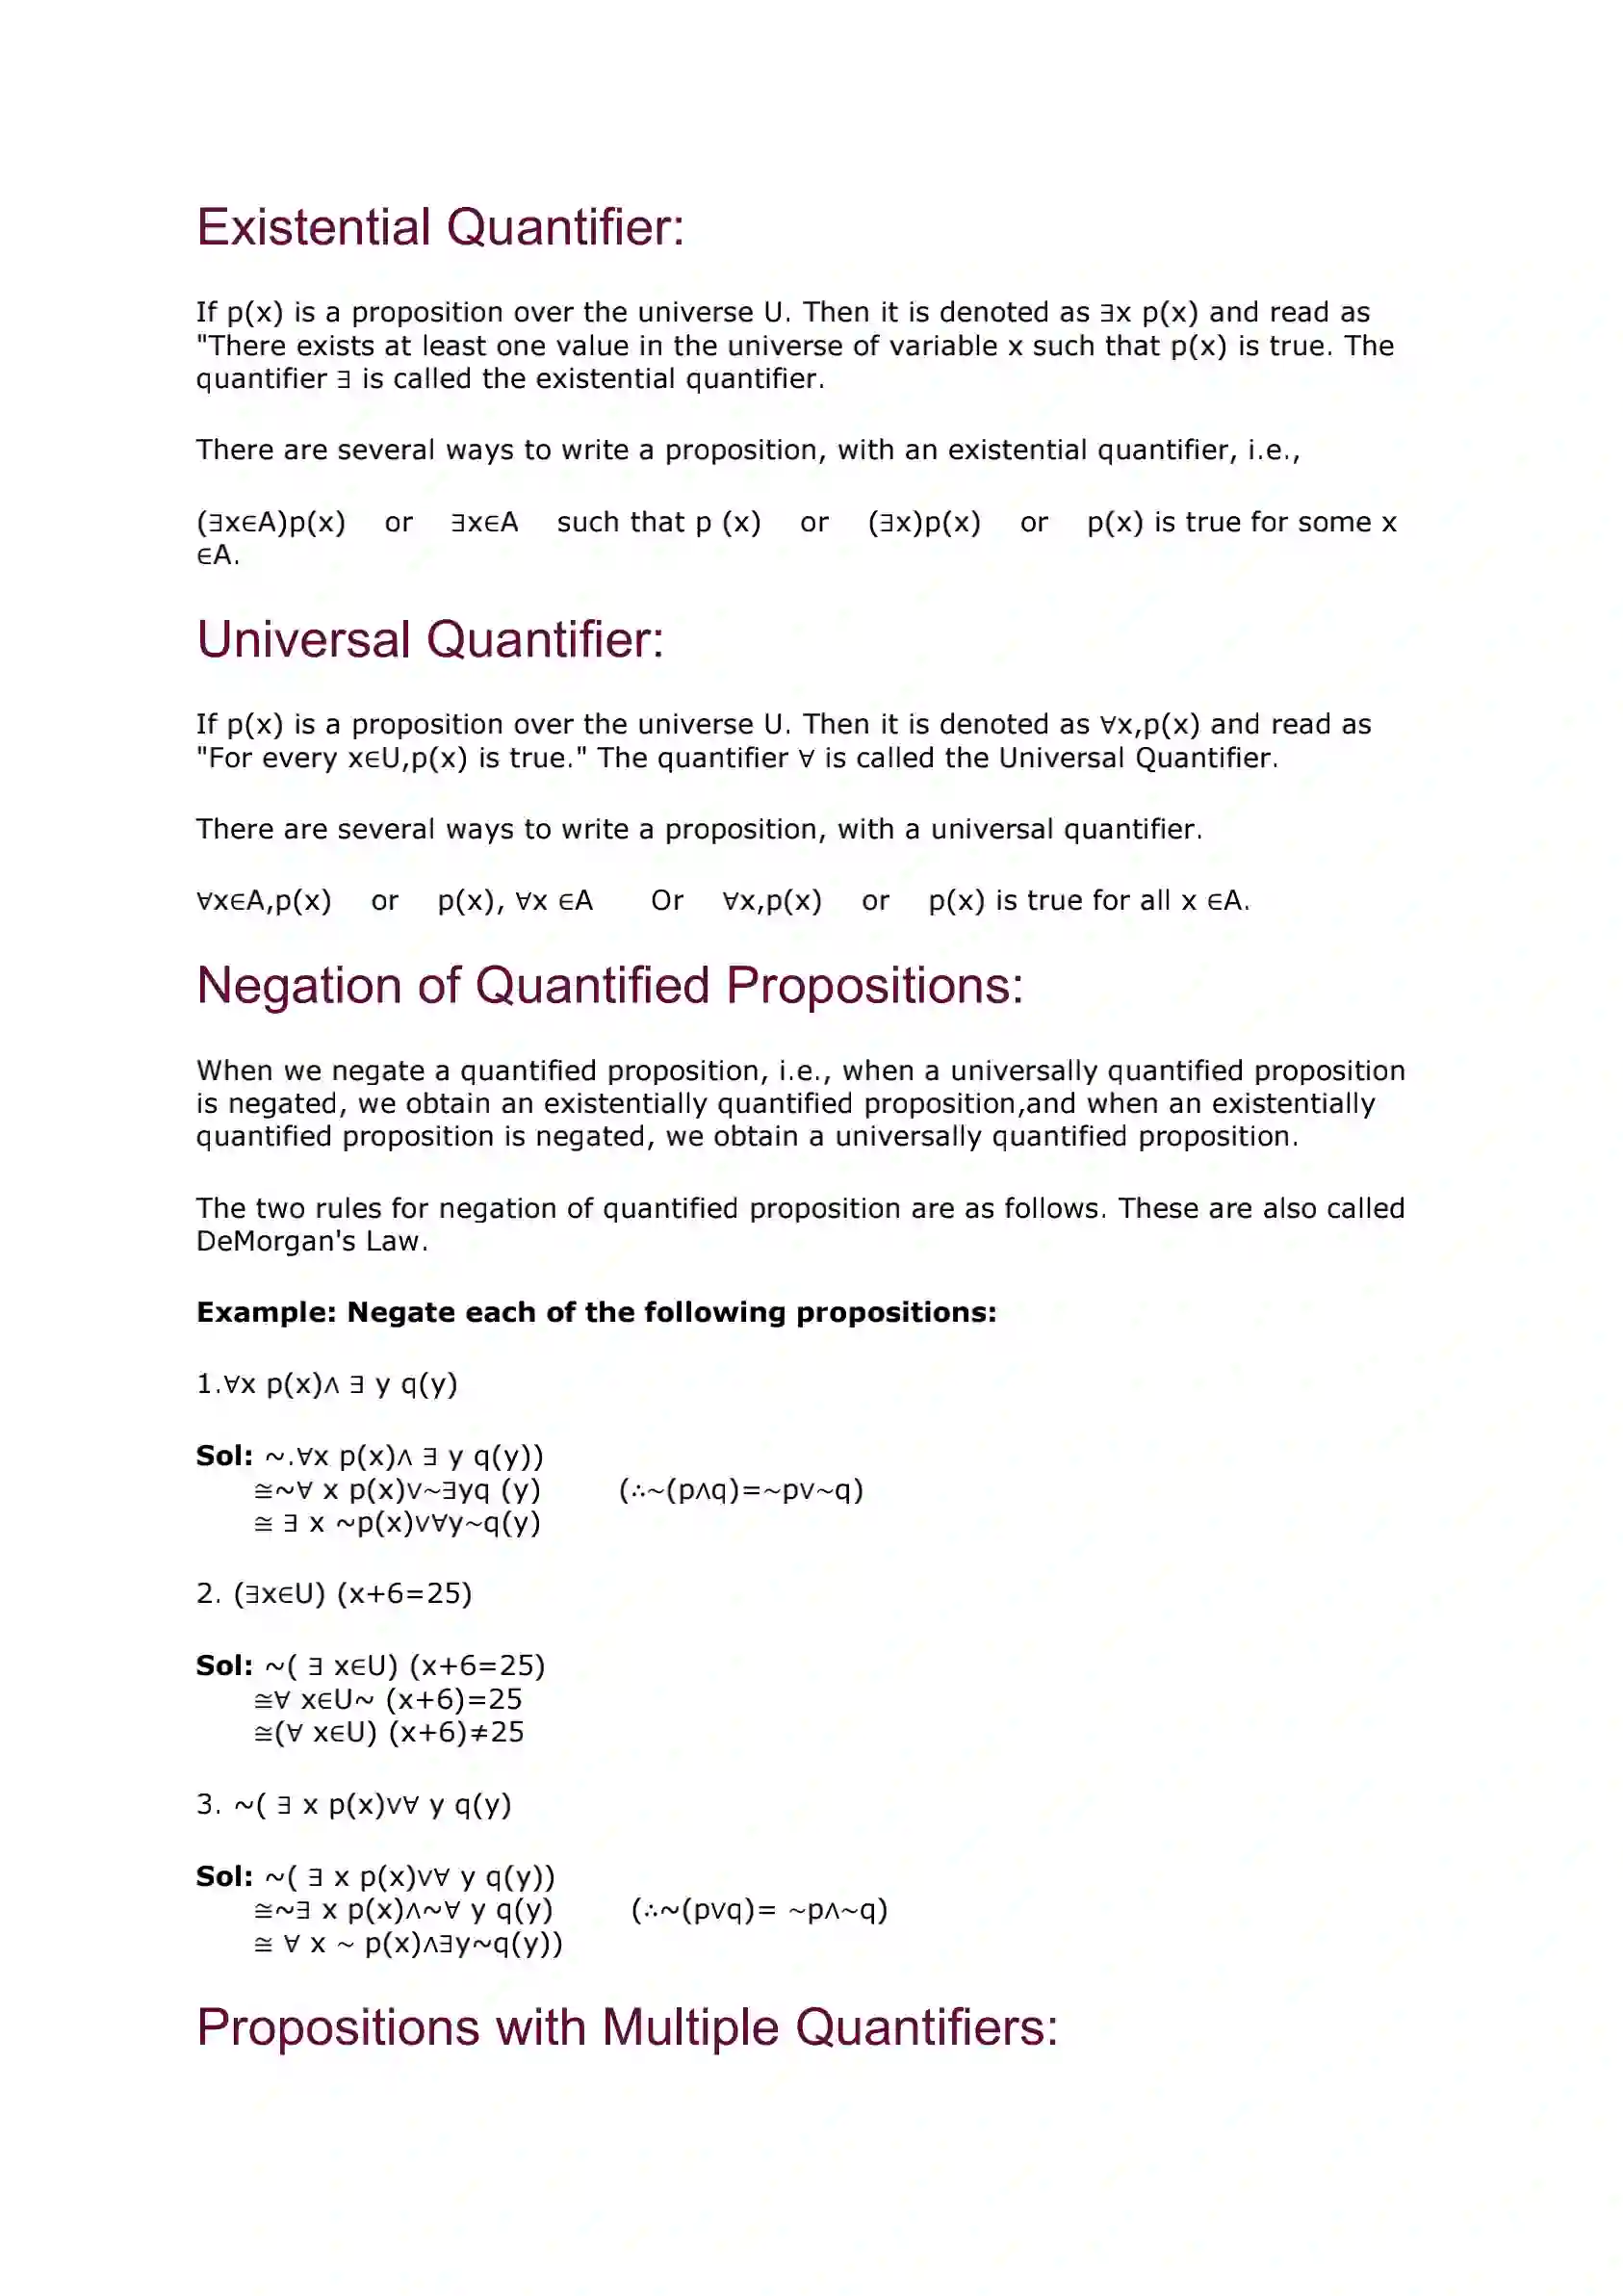 Existential Quantifier:
If p(x) is a proposition over the universe U. Then it is denoted as ∃x p(x) and read as
"There exists at least one value in the universe of variable x such that p(x) is true. The
quantifier ∃ is called the existential quantifier.
There are several ways to write a proposition, with an existential quantifier, i.e.,
(∃x∈A)p(x)    or    ∃x∈A    such that p (x)    or    (∃x)p(x)    or    p(x) is true for some x
∈A.
Universal Quantifier:
If p(x) is a proposition over the universe U. Then it is denoted as ∀x,p(x) and read as
"For every x∈U,p(x) is true." The quantifier ∀ is called the Universal Quantifier.
There are several ways to write a proposition, with a universal quantifier.
∀x∈A,p(x)    or    p(x), ∀x ∈A      Or    ∀x,p(x)    or    p(x) is true for all x ∈A.
Negation of Quantified Propositions:
When we negate a quantified proposition, i.e., when a universally quantified proposition
is negated, we obtain an existentially quantified proposition,and when an existentially
quantified proposition is negated, we obtain a universally quantified proposition.
The two rules for negation of quantified proposition are as follows. These are also called
DeMorgan's Law.
Example: Negate each of the following propositions:
1.∀x p(x)∧ ∃ y q(y)
Sol: ~.∀x p(x)∧ ∃ y q(y))
≅~∀ x p(x)∨~∃yq (y)        (∴~(p∧q)=~p∨~q)
≅ ∃ x ~p(x)∨∀y~q(y)
2. (∃x∈U) (x+6=25)
Sol: ~( ∃ x∈U) (x+6=25)
≅∀ x∈U~ (x+6)=25
≅(∀ x∈U) (x+6)≠25
3. ~( ∃ x p(x)∨∀ y q(y)
Sol: ~( ∃ x p(x)∨∀ y q(y))
≅~∃ x p(x)∧~∀ y q(y)        (∴~(p∨q)= ~p∧~q)
≅ ∀ x ~ p(x)∧∃y~q(y))
Propositions with Multiple Quantifiers: